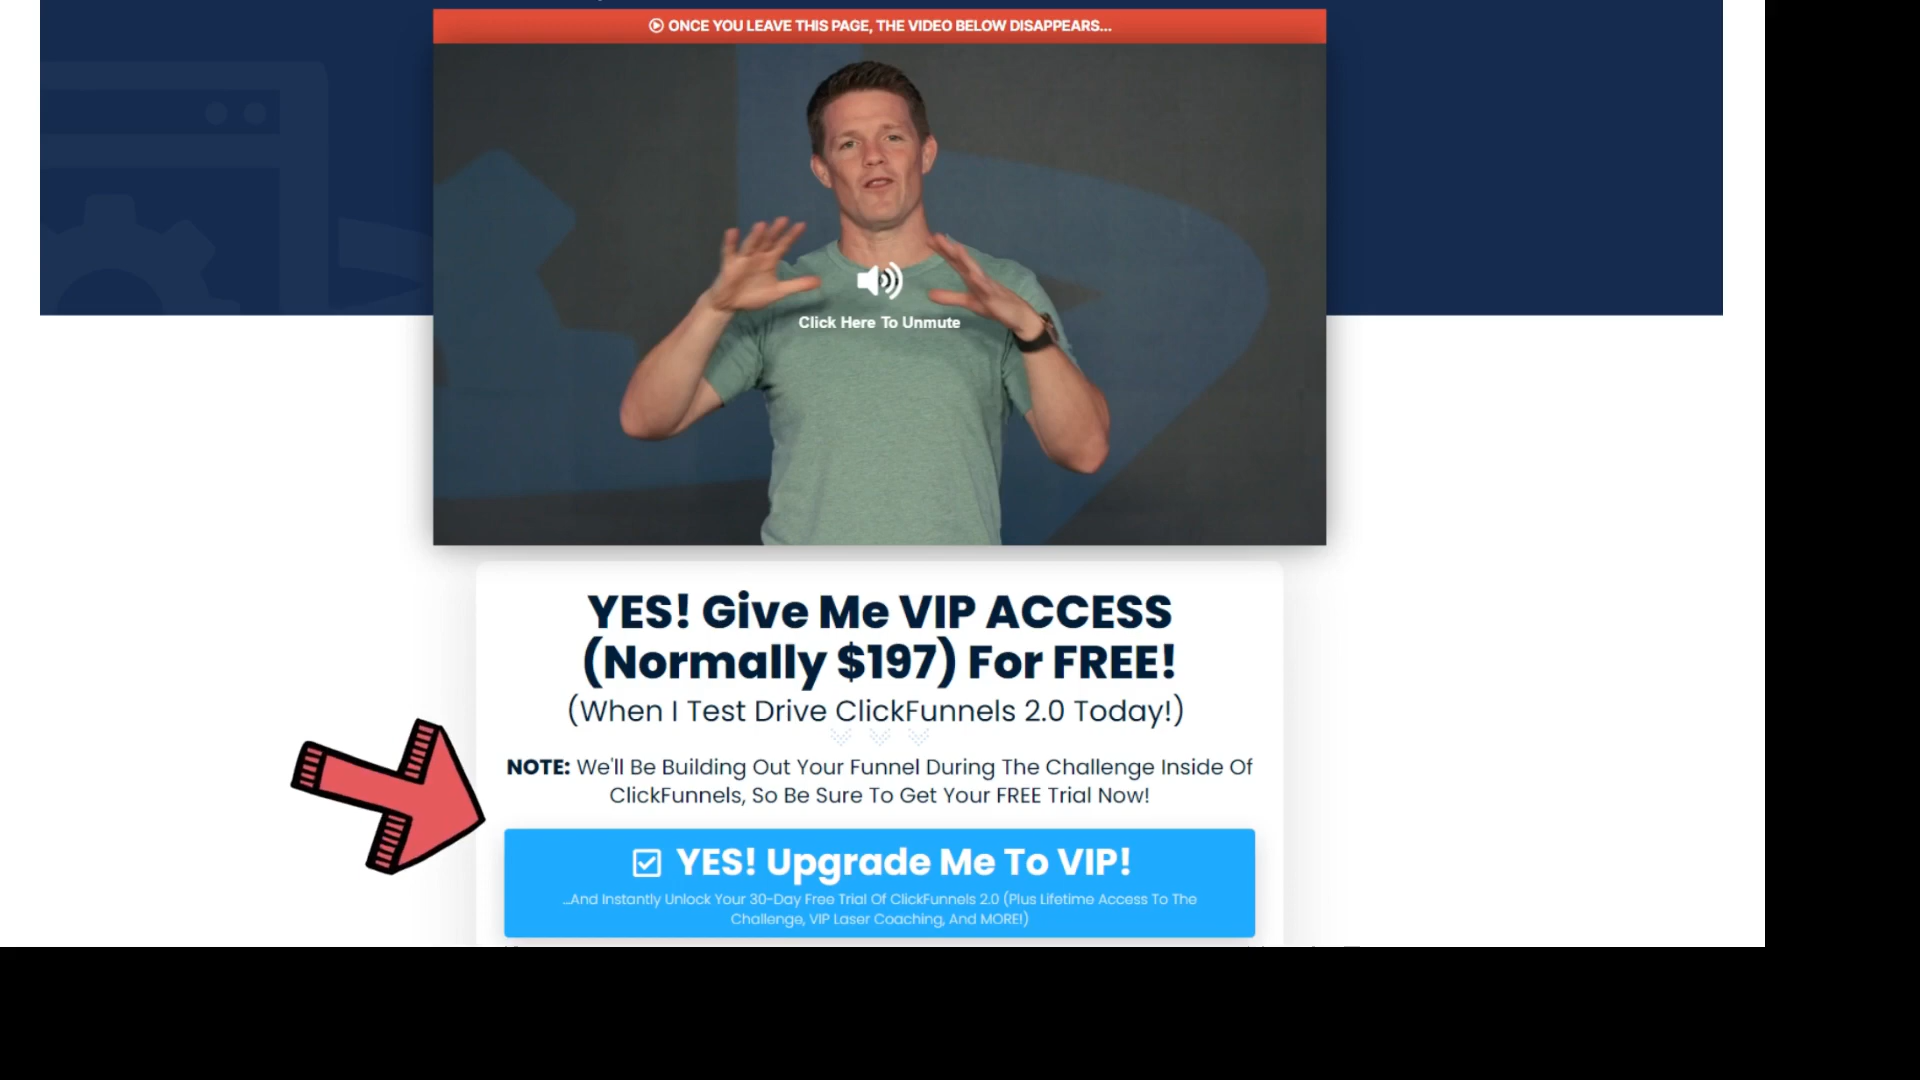 ONCE YOU LEAVE THIS PAGE, THE VIDEO BELOW DISAPPEARS...
Click Here To Unmute
YES! Give Me VIP ACCESS
(Normally $197) For FREE!
(When I Test Drive ClickFunnels 2.0 Today!)
NOTE: We'll Be Building Out Your Funnel During The Challenge Inside Of
ClickFunnels, So Be Sure To Get Your FREE Trial Now!
YES! Upgrade Me To VIP!
...And Instantly Unlock Your 30-Day Free Trial Of ClickFunnels 2.0 (Plus Lifetime Access To The
Challenge, VIP Laser Coaching, And MORE!)